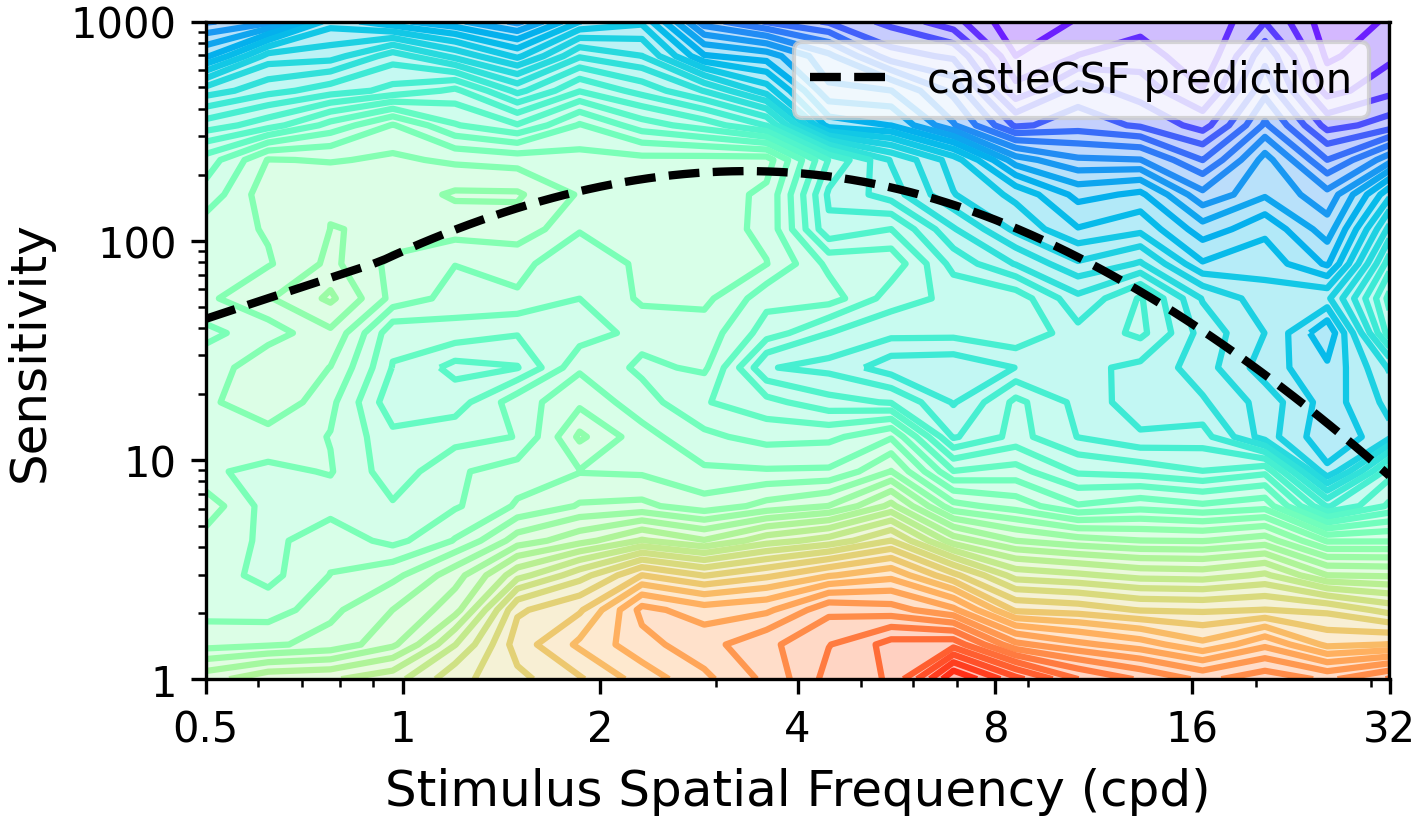 1000
100
10
1
Sensitivity
castleCSF prediction
0.5 1 2 4 8 16 32
Stimulus Spatial Frequency (cpd)